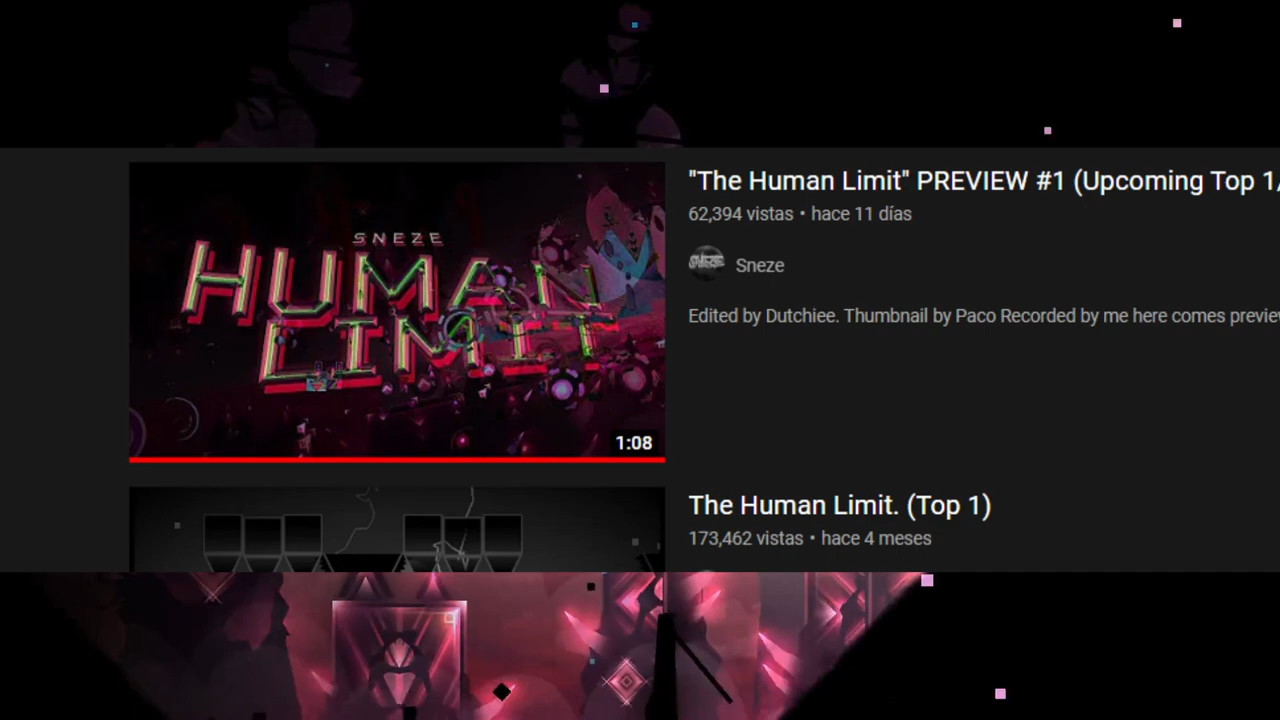 SNEZE
HUMAN
LIMIT
1:08
"The Human Limit" PREVIEW #1 (Upcoming Top 1/
62,394 vistas • hace 11 días
SNEZE
Sneze
Edited by Dutchiee. Thumbnail by Paco Recorded by me here comes preview
The Human Limit. (Top 1)
173,462 vistas • hace 4 meses